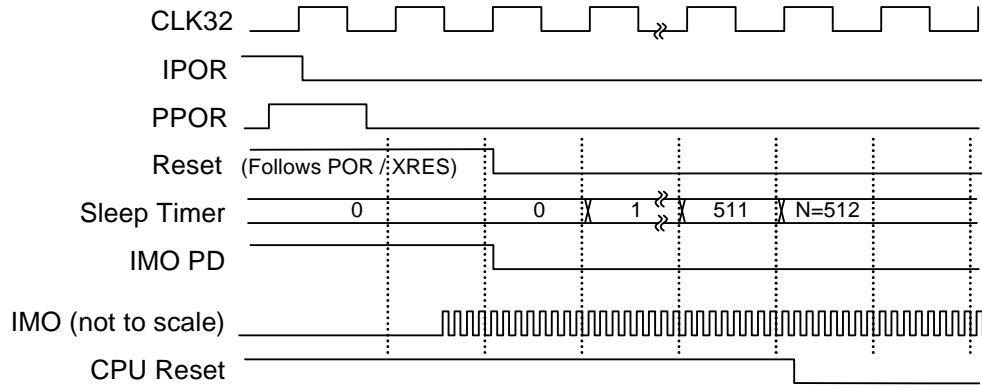 CLK32
IPOR
PPOR
Reset (Follows POR / XRES)
Sleep Timer 0 0 1 511 N=512
IMO PD
IMO (not to scale)
CPU Reset